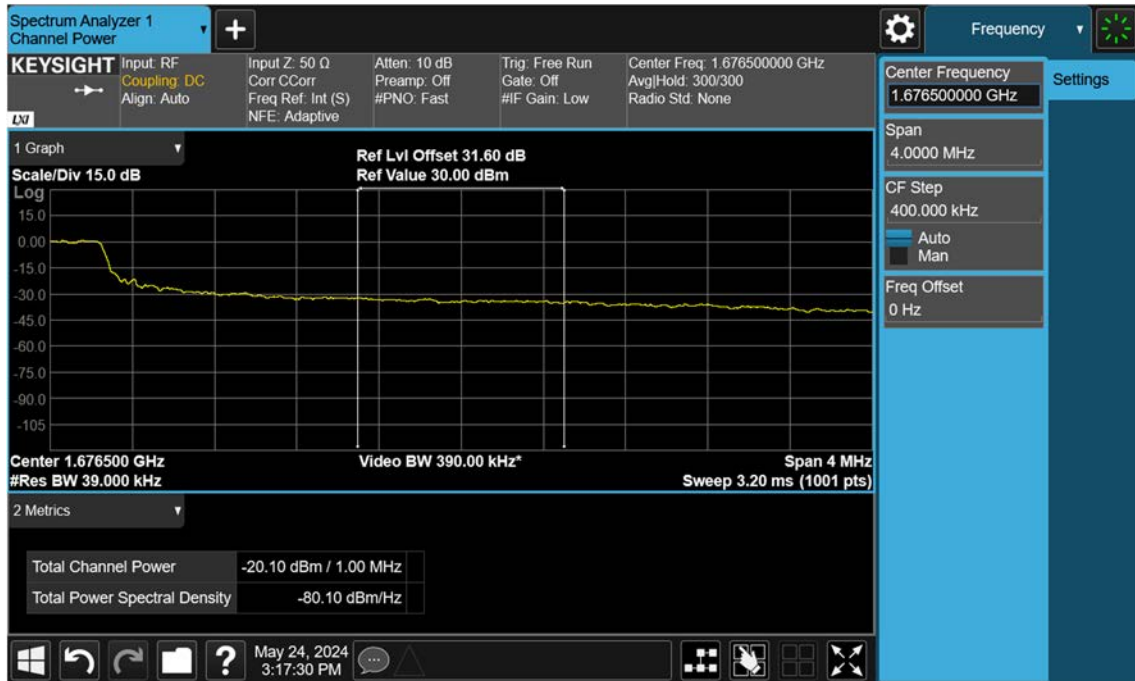 Spectrum Analyzer 1
Channel Power
+
Frequency
KEYSIGHT
LXI
Input: RF
Coupling: DC
Align: Auto
Input Z: 50 Ω
Corr CCorr
Freq Ref: Int (S)
NFE: Adaptive
Atten: 10 dB
Preamp: Off
#PNO: Fast
Trig: Free Run
Gate: Off
#IF Gain: Low
Center Freq: 1.676500000 GHz
Avg|Hold: 300/300
Radio Std: None
Center Frequency
1.676500000 GHz
Settings
Span
4.0000 MHz
CF Step
400.000 kHz
Auto
Man
Freq Offset
0 Hz
1 Graph
Scale/Div 15.0 dB
Ref Lvl Offset 31.60 dB
Ref Value 30.00 dBm
Log
15.0
0.00
-15.0
-30.0
-45.0
-60.0
-75.0
-90.0
-105
Center 1.676500 GHz
#Res BW 39.000 kHz
Video BW 390.00 kHz*
Span 4 MHz
Sweep 3.20 ms (1001 pts)
2 Metrics
Total Channel Power -20.10 dBm / 1.00 MHz
Total Power Spectral Density -80.10 dBm/Hz
?
May 24, 2024
3:17:30 PM